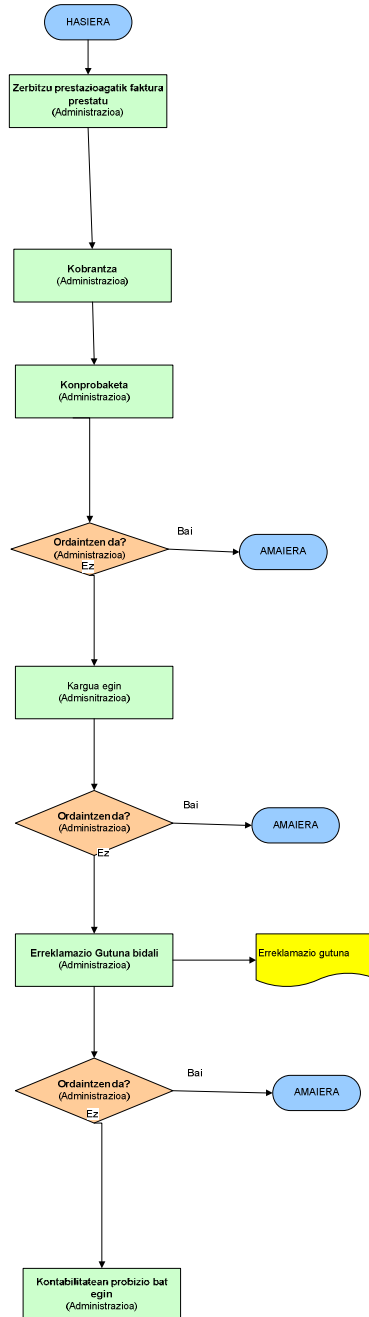 HASIERA
Zerbitzu prestazioagatik faktura
prestatu
(Administrazioa)
Kobrantza
(Administrazioa)
Konprobaketa
(Administrazioa)
Ordaintzen da?
(Administrazioa)
Bai
Ez
AMAIERA
Kargua egin
(Admisnitrazioa)
Ordaintzen da?
(Administrazioa)
Bai
Ez
AMAIERA
Erreklamazio Gutuna bidali
(Administrazioa)
Erreklamazio gutuna
Ordaintzen da?
(Administrazioa)
Bai
Ez
AMAIERA
Kontabilitatean probizio bat
egin
(Administrazioa)